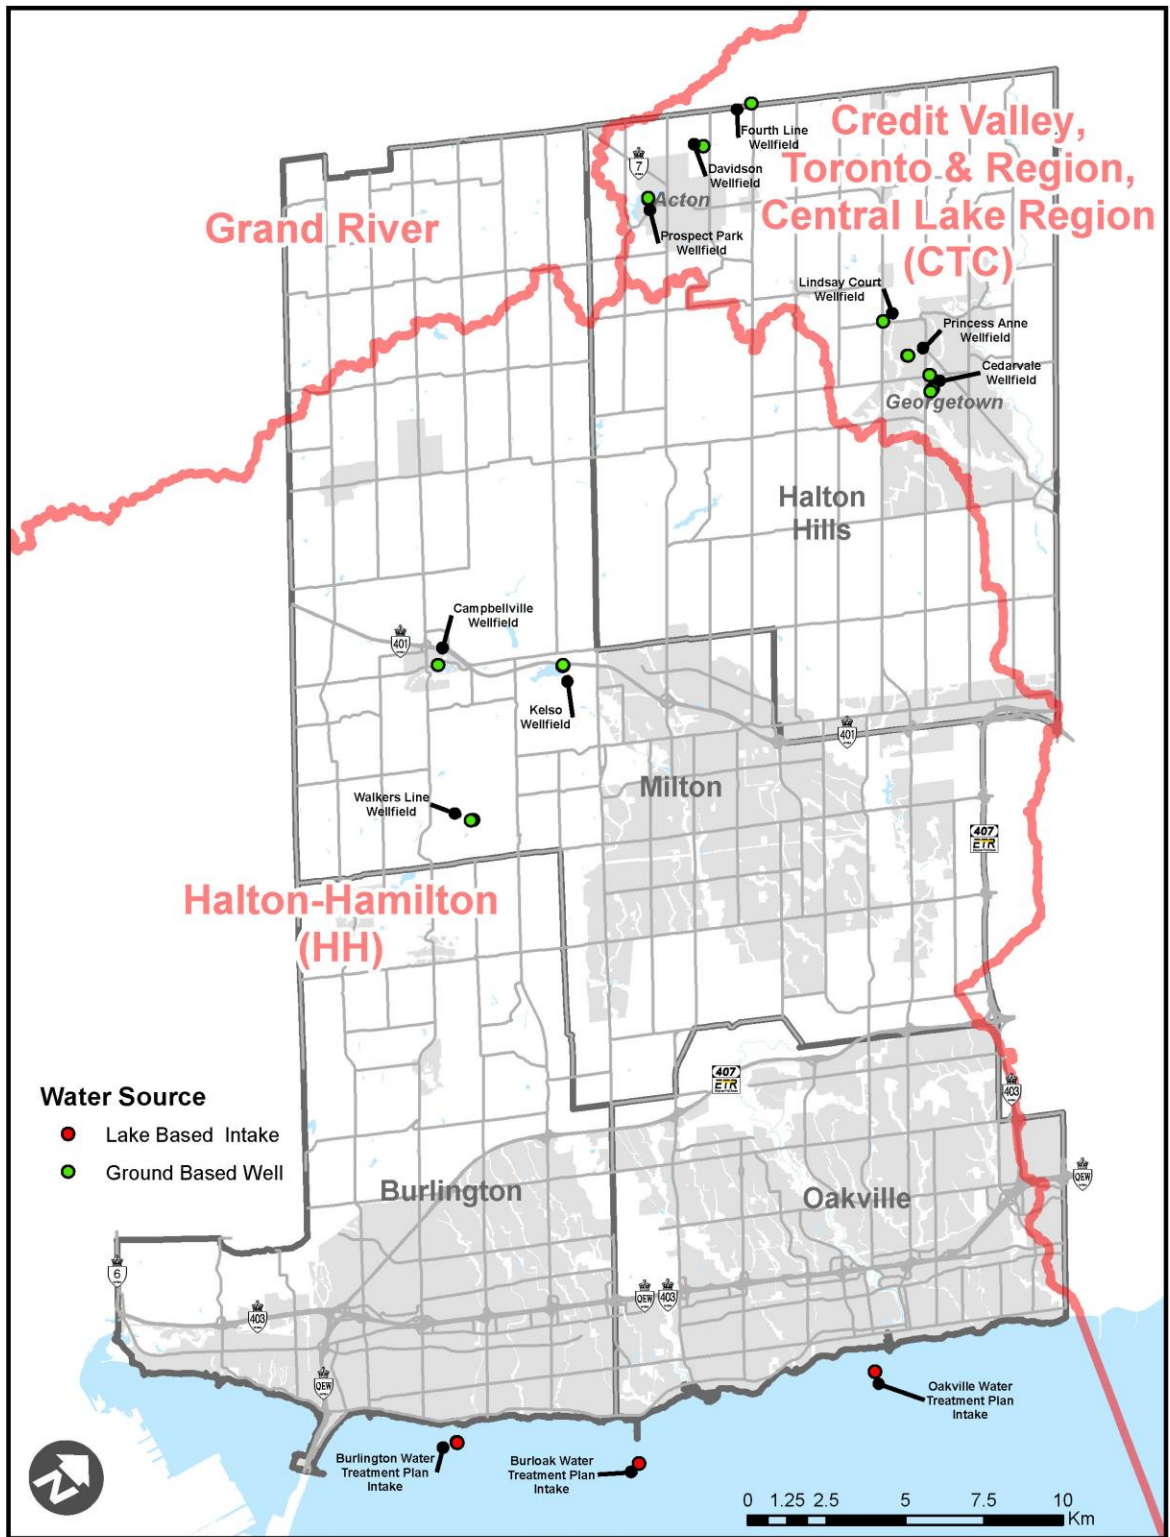 Fourth Line
Wellfield
Credit Valley,
Toronto & Region,
Central Lake Region
(CTC)
7
Davidson
Wellfield
Acton
Grand River
Prospect Park
Wellfield
Lindsay Court
Wellfield
Princess Anne
Wellfield
Cedarvale
Wellfield
Georgetown
Halton
Hills
Campbellville
Wellfield
401
Kelso
Wellfield
401
Milton
Walkers Line
Wellfield
407
ETR
Halton-Hamilton
(HH)
407
ETR
403
Water Source
Lake Based Intake
Ground Based Well
Burlington
Oakville
QEW
6
403
QEW
403
QEW
Oakville Water
Treatment Plan
Intake
Burlington Water
Treatment Plan
Intake
Burloak Water
Treatment Plan
Intake
N
0 1.25 2.5 5 7.5 10
Km